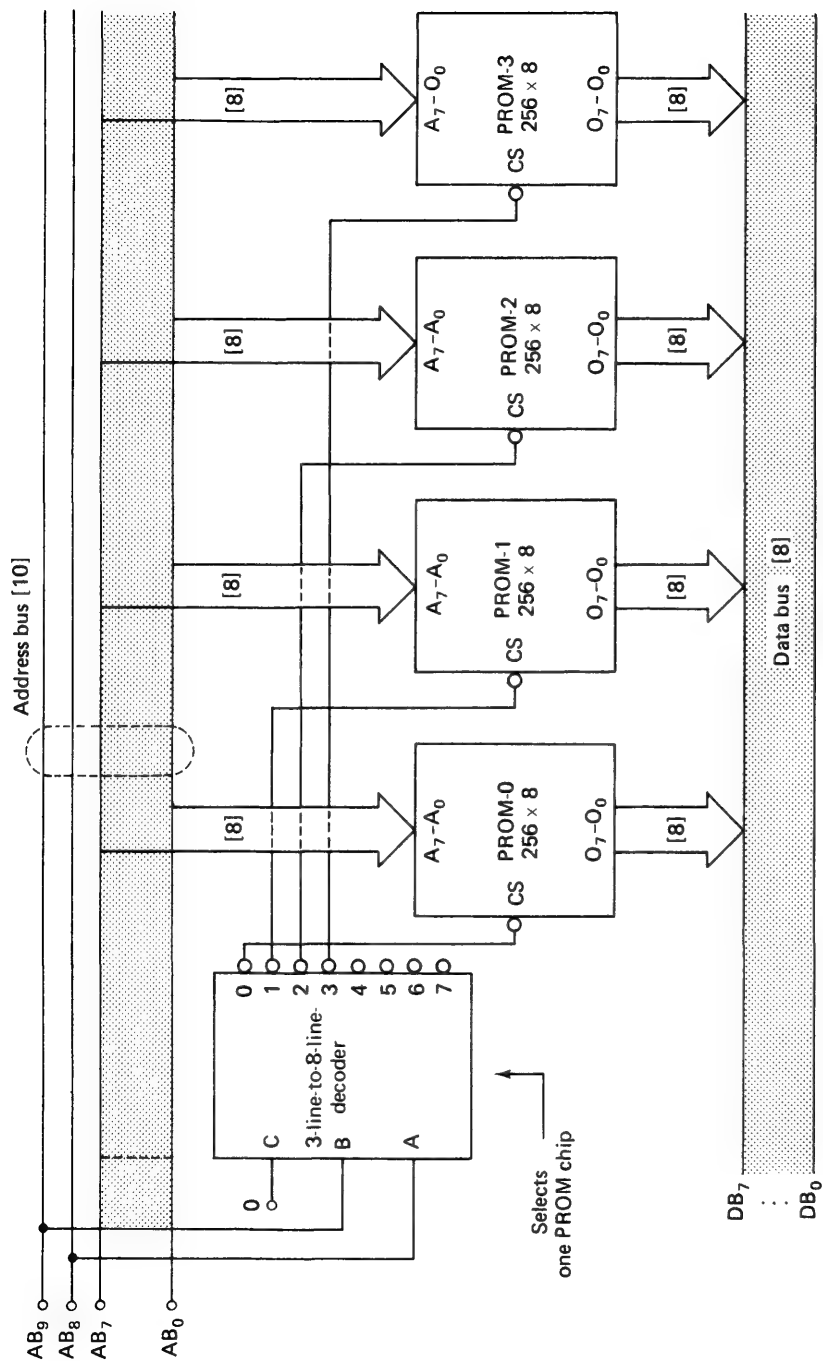 Address bus [10]
AB9
AB8
AB7
AB0
[8]
[8]
[8]
[8]
0
C
B
A
3-line-to-8-line-
decoder
0
1
2
3
4
5
6
7
Selects
one PROM chip
A7–A0
CS
PROM-0
256 × 8
O7–O0
A7–A0
CS
PROM-1
256 × 8
O7–O0
A7–A0
CS
PROM-2
256 × 8
O7–O0
A7–O0
CS
PROM-3
256 × 8
O7–O0
[8]
[8]
[8]
[8]
DB7
:
:
DB0
Data bus [8]